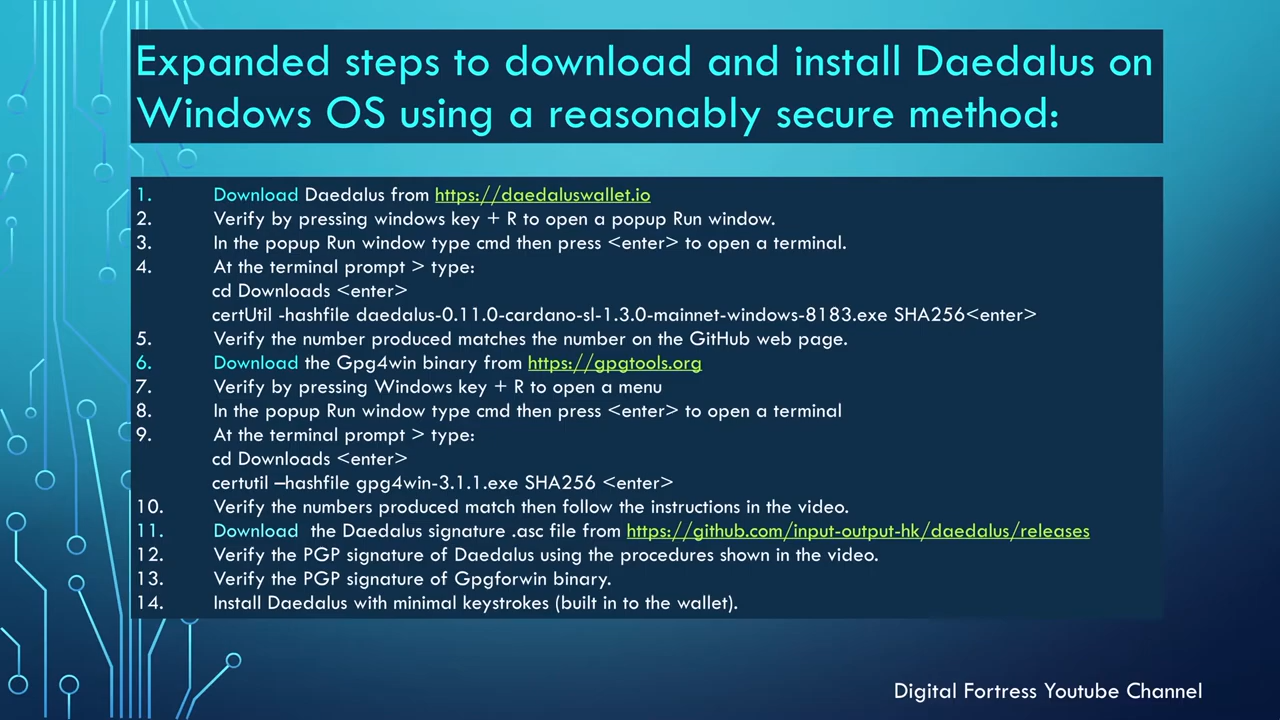 Expanded steps to download and install Daedalus on
Windows OS using a reasonably secure method:
1. Download Daedalus from https://daedaluswallet.io
2. Verify by pressing windows key + R to open a popup Run window.
3. In the popup Run window type cmd then press <enter> to open a terminal.
4. At the terminal prompt > type:
cd Downloads <enter>
certUtil -hashfile daedalus-0.11.0-cardano-sl-1.3.0-mainnet-windows-8183.exe SHA256<enter>
5. Verify the number produced matches the number on the GitHub web page.
6. Download the Gpg4win binary from https://gpgtools.org
7. Verify by pressing Windows key + R to open a menu
8. In the popup Run window type cmd then press <enter> to open a terminal
9. At the terminal prompt > type:
cd Downloads <enter>
certutil –hashfile gpg4win-3.1.1.exe SHA256 <enter>
10. Verify the numbers produced match then follow the instructions in the video.
11. Download the Daedalus signature .asc file from https://github.com/input-output-hk/daedalus/releases
12. Verify the PGP signature of Daedalus using the procedures shown in the video.
13. Verify the PGP signature of Gpgforwin binary.
14. Install Daedalus with minimal keystrokes (built in to the wallet).
Digital Fortress Youtube Channel